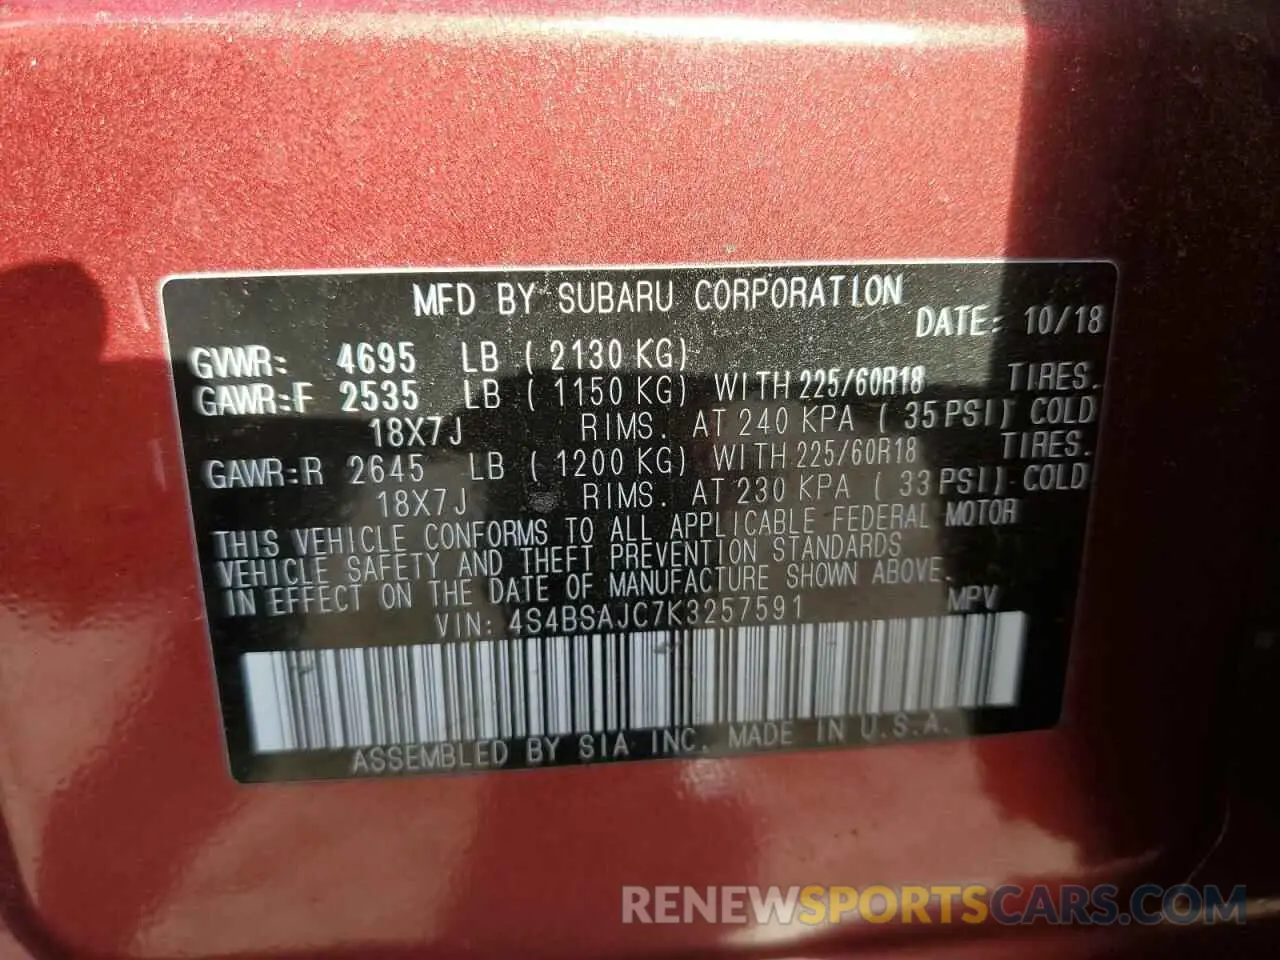 MFD BY SUBARU CORPORATION
DATE: 10/18
GVWR: 4695 LB ( 2130 KG)
GAWR:F 2535 LB ( 1150 KG) WITH 225/60R18 TIRES.
18X7J RIMS. AT 240 KPA ( 35 PSI) COLD
GAWR:R 2645 LB ( 1200 KG) WITH 225/60R18 TIRES.
18X7J RIMS. AT 230 KPA ( 33 PSI) COLD
THIS VEHICLE CONFORMS TO ALL APPLICABLE FEDERAL MOTOR
VEHICLE SAFETY AND THEFT PREVENTION STANDARDS
IN EFFECT ON THE DATE OF MANUFACTURE SHOWN ABOVE.
VIN: 4S4BSAJC7K3257591 MPV
ASSEMBLED BY SIA INC. MADE IN U.S.A.
RENEWSPORTSCARS.COM